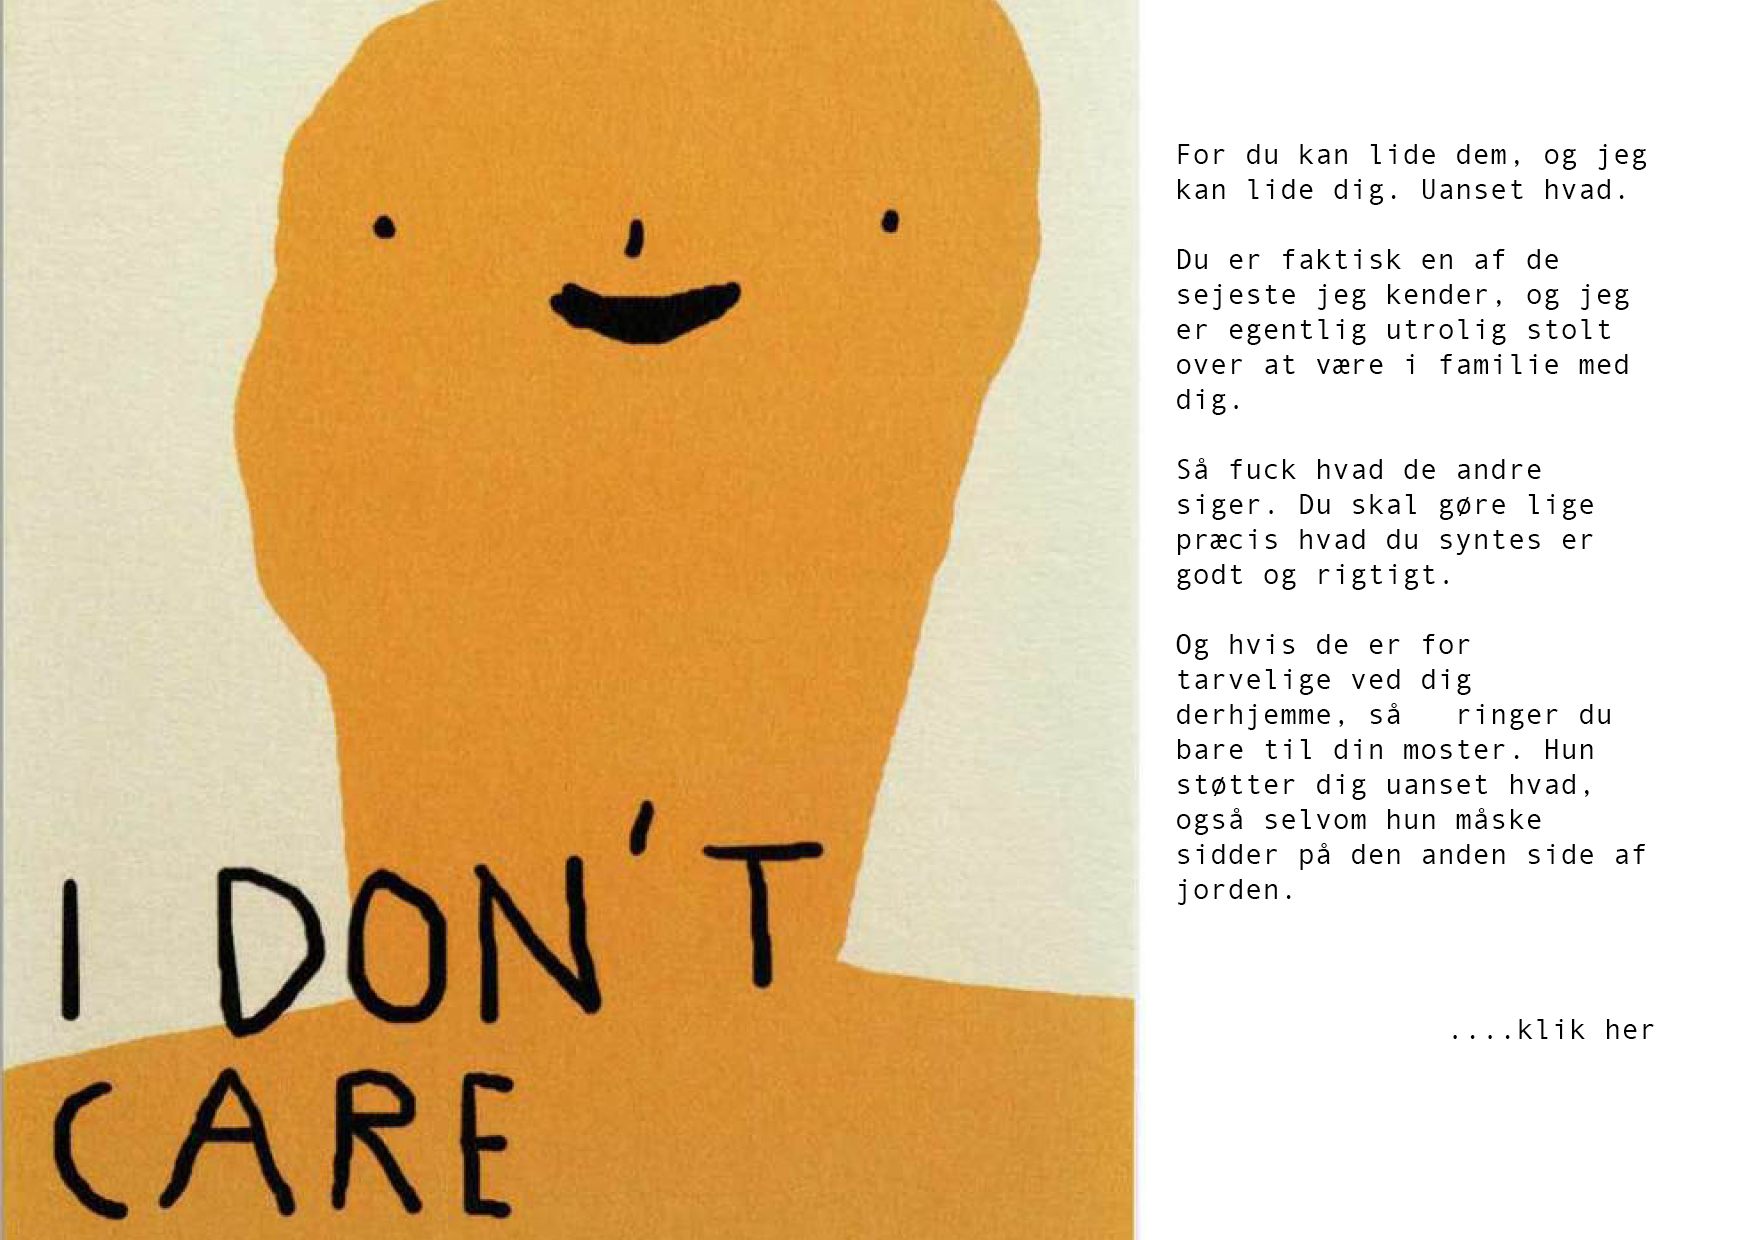 I DON'T
CARE
For du kan lide dem, og jeg
kan lide dig. Uanset hvad.
Du er faktisk en af de
sejeste jeg kender, og jeg
er egentlig utrolig stolt
over at være i familie med
dig.
Så fuck hvad de andre
siger. Du skal gøre lige
præcis hvad du syntes er
godt og rigtigt.
Og hvis de er for
tarvelige ved dig
derhjemme, så   ringer du
bare til din moster. Hun
støtter dig uanset hvad,
også selvom hun måske
sidder på den anden side af
jorden.
....klik her